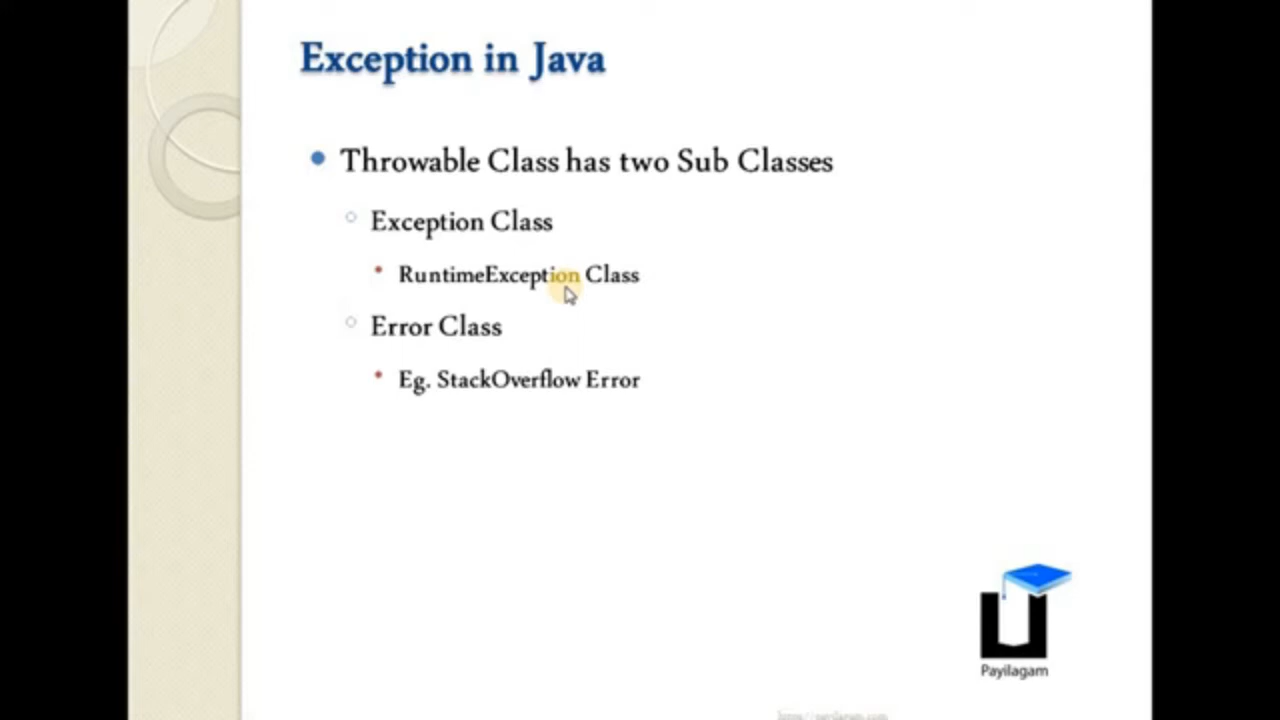 Exception in Java
Throwable Class has two Sub Classes
Exception Class
RuntimeException Class
Error Class
Eg. StackOverflow Error
Payilagam